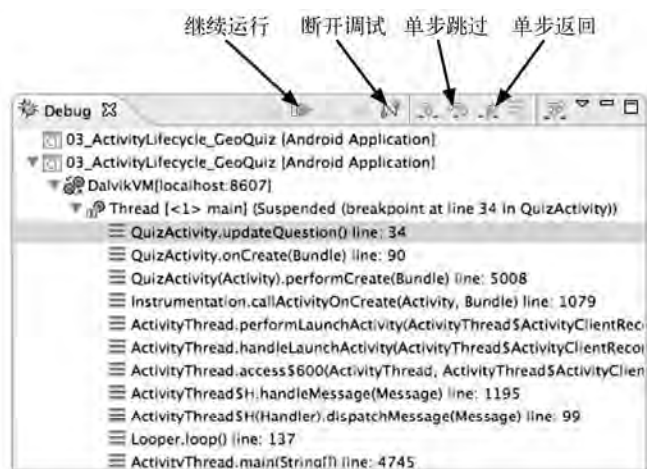 继续运行 断开调试 单步跳过 单步返回
Debug
03_ActivityLifecycle_GeoQuiz [Android Application]
03_ActivityLifecycle_GeoQuiz [Android Application]
DalvikVM[localhost:8607]
Thread [<1> main] (Suspended (breakpoint at line 34 in QuizActivity))
QuizActivity.updateQuestion() line: 34
QuizActivity.onCreate(Bundle) line: 90
QuizActivity(Activity).performCreate(Bundle) line: 5008
Instrumentation.callActivityOnCreate(Activity, Bundle) line: 1079
ActivityThread.performLaunchActivity(ActivityThread$ActivityClientReco
ActivityThread.handleLaunchActivity(ActivityThread$ActivityClientRecor
ActivityThread.access$600(ActivityThread, ActivityThread$ActivityClien
ActivityThread$H.handleMessage(Message) line: 1195
ActivityThread$H(Handler).dispatchMessage(Message) line: 99
Looper.loop() line: 137
ActivityThread.main(String[]) line: 4745